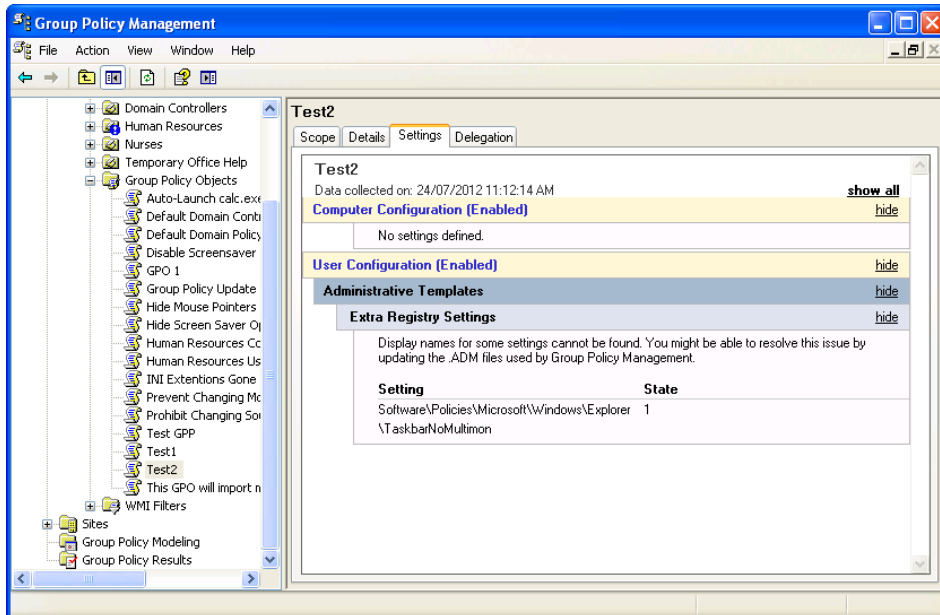 Group Policy Management
File Action View Window Help
Domain Controllers
Human Resources
Nurses
Temporary Office Help
Group Policy Objects
Auto-Launch calc.exe
Default Domain Contr
Default Domain Policy
Disable Screensaver
GPO 1
Group Policy Update
Hide Mouse Pointers
Hide Screen Saver Op
Human Resources Cc
Human Resources Us
INI Extentions Gone
Prevent Changing Mc
Prohibit Changing Sou
Test GPP
Test1
Test2
This GPO will import n
WMI Filters
Sites
Group Policy Modeling
Group Policy Results
Test2
Scope Details Settings Delegation
Test2
Data collected on: 24/07/2012 11:12:14 AM show all
Computer Configuration (Enabled) hide
No settings defined.
User Configuration (Enabled) hide
Administrative Templates hide
Extra Registry Settings hide
Display names for some settings cannot be found. You might be able to resolve this issue by
updating the .ADM files used by Group Policy Management.
Setting State
Software\Policies\Microsoft\Windows\Explorer 1
\TaskbarNoMultimon